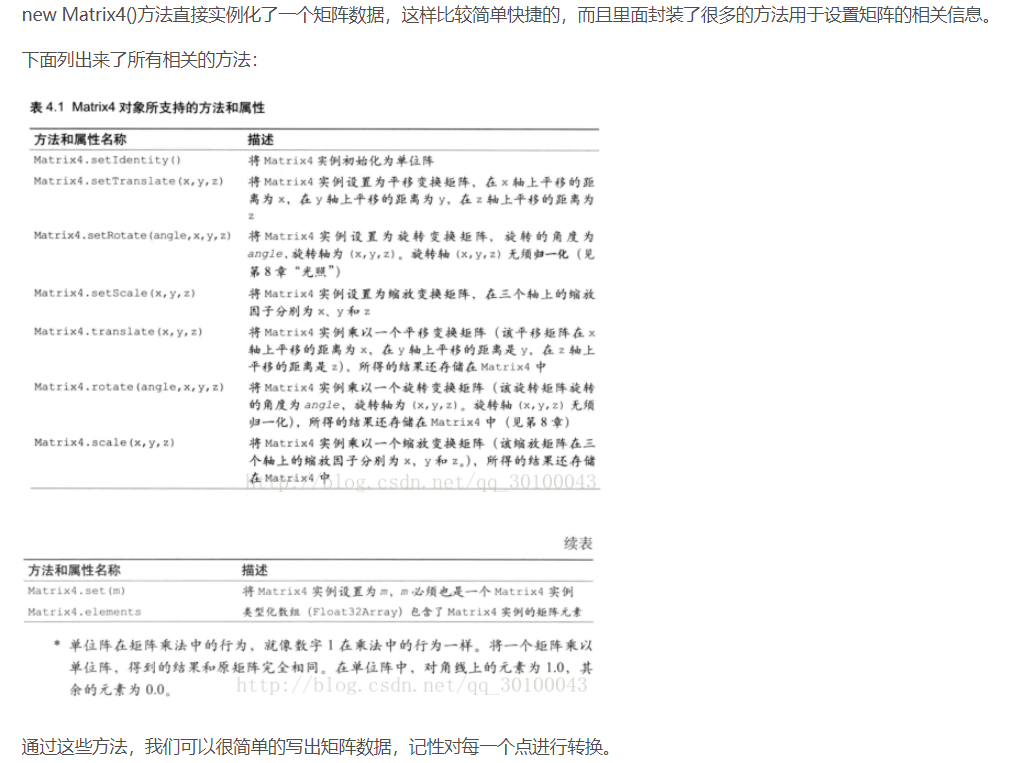 new Matrix4()方法直接实例化了一个矩阵数据，这样比较简单快捷的，而且里面封装了很多的方法用于设置矩阵的相关信息。
下面列出来了所有相关的方法：
表 4.1 Matrix4 对象所支持的方法和属性
方法和属性名称 描述
Matrix4.setIdentity() 将 Matrix4 实例初始化为单位阵
Matrix4.setTranslate(x,y,z) 将 Matrix4 实例设置为平移变换矩阵，在 x 轴上平移的距
离为 x，在 y 轴上平移的距离为 y，在 z 轴上平移的距离为
z
Matrix4.setRotate(angle,x,y,z) 将 Matrix4 实例设置为旋转变换矩阵，旋转的角度为
angle，旋转轴为 (x,y,z)。旋转轴 (x,y,z) 无须归一化（见
第 8 章“光照”）
Matrix4.setScale(x,y,z) 将 Matrix4 实例设置为缩放变换矩阵，在三个轴上的缩放
因子分别为 x、y 和 z
Matrix4.translate(x,y,z) 将 Matrix4 实例乘以一个平移变换矩阵（该平移矩阵在 x
轴上平移的距离为 x，在 y 轴上平移的距离是 y，在 z 轴上
平移的距离是 z），所得的结果还存储在 Matrix4 中
Matrix4.rotate(angle,x,y,z) 将 Matrix4 实例乘以一个旋转变换矩阵（该旋转矩阵旋转
的角度为 angle，旋转轴为 (x,y,z)。旋转轴 (x,y,z) 无须
归一化），所得的结果还存储在 Matrix4 中（见第 8 章）
Matrix4.scale(x,y,z) 将 Matrix4 实例乘以一个缩放变换矩阵（该缩放矩阵在三
个轴上的缩放因子分别为 x，y 和 z。），所得的结果还存储
在 Matrix4 中
http://blog.csdn.net/qq_30100043
续表
方法和属性名称 描述
Matrix4.set(m) 将 Matrix4 实例设置为 m，m 必须也是一个 Matrix4 实例
Matrix4.elements 类型化数组（Float32Array）包含了 Matrix4 实例的矩阵元素
* 单位阵在矩阵乘法中的行为，就像数字 1 在乘法中的行为一样。将一个矩阵乘以
单位阵，得到的结果和原矩阵完全相同。在单位阵中，对角线上的元素为 1.0，其
余的元素为 0.0。
http://blog.csdn.net/qq_30100043
通过这些方法，我们可以很简单的写出矩阵数据，记性对每一个点进行转换。